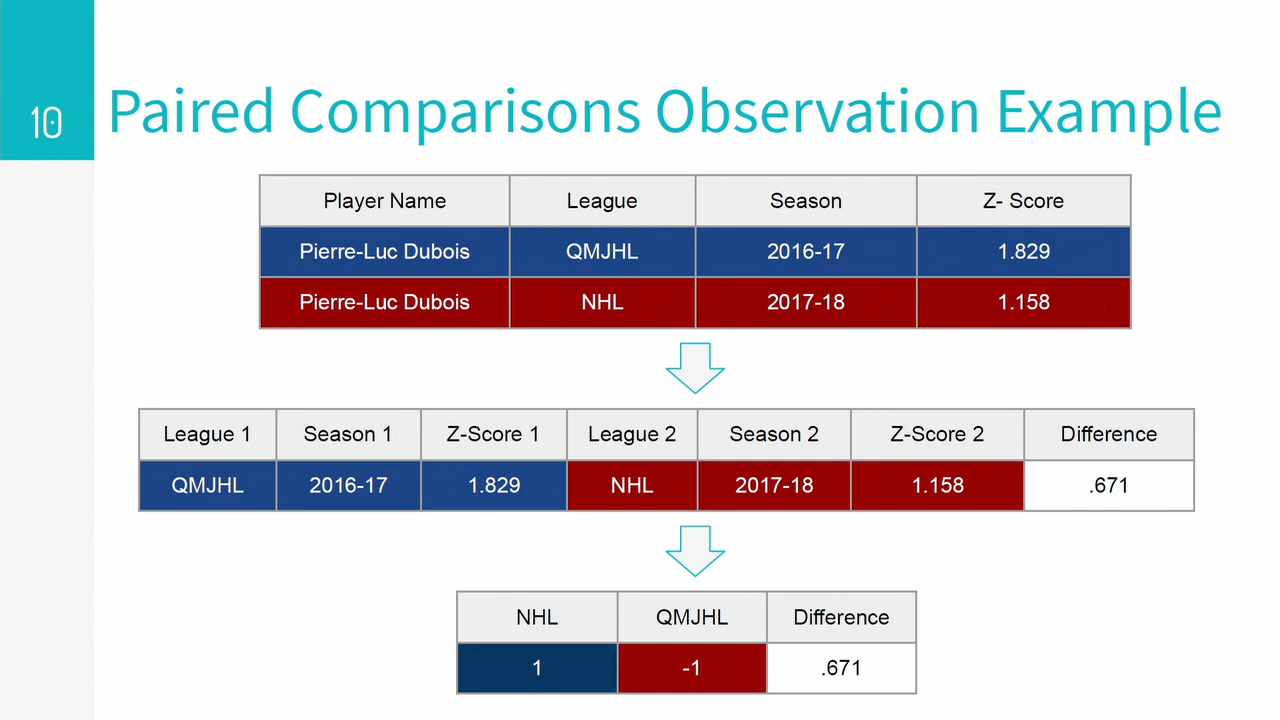 10
Paired Comparisons Observation Example
Player Name League Season Z- Score
Pierre-Luc Dubois QMJHL 2016-17 1.829
Pierre-Luc Dubois NHL 2017-18 1.158
League 1 Season 1 Z-Score 1 League 2 Season 2 Z-Score 2 Difference
QMJHL 2016-17 1.829 NHL 2017-18 1.158 .671
NHL QMJHL Difference
1 -1 .671